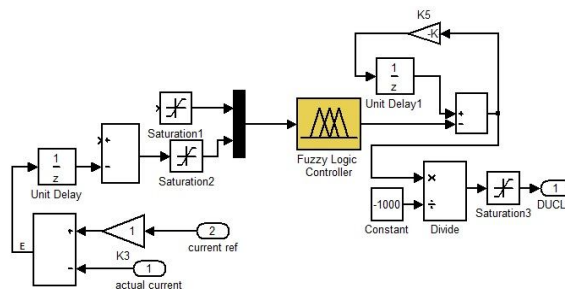 K5
-K
1
z
Unit Delay1
+
−
Saturation1
Fuzzy Logic
Controller
1
z
Unit Delay
+
−
Saturation2
×
÷
-1000
Constant
Divide
Saturation3
1
DUCL
E
+
−
1
K3
2
current ref
1
actual current